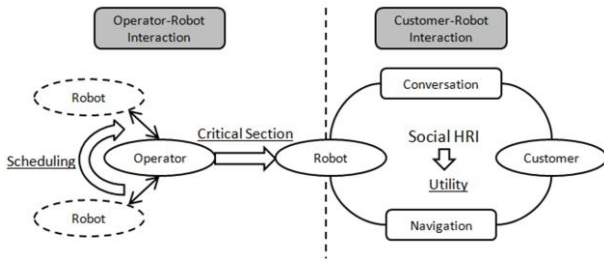 Operator-Robot
Interaction
Customer-Robot
Interaction
Robot
Conversation
Critical Section
Social HRI
Scheduling
Operator
Robot
Customer
Utility
Robot
Navigation